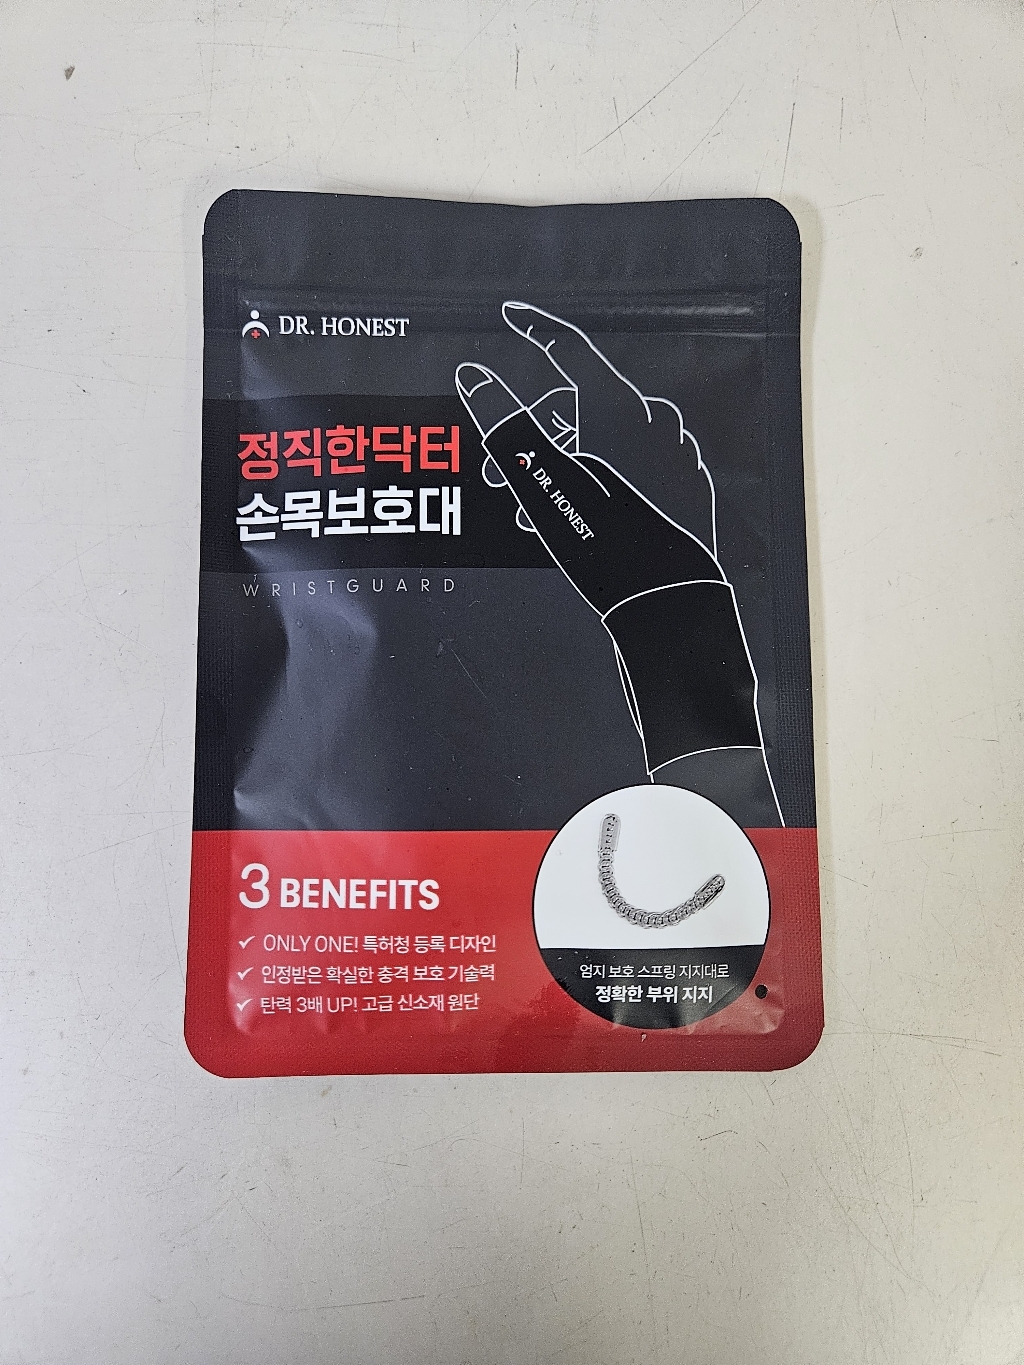 DR. HONEST
정직한닥터
손목보호대
WRISTGUARD
DR. HONEST
3 BENEFITS
ONLY ONE! 특허청 등록 디자인
인정받은 확실한 충격 보호 기술력
탄력 3배 UP! 고급 신소재 원단
엄지 보호 스프링 지지대로
정확한 부위 지지